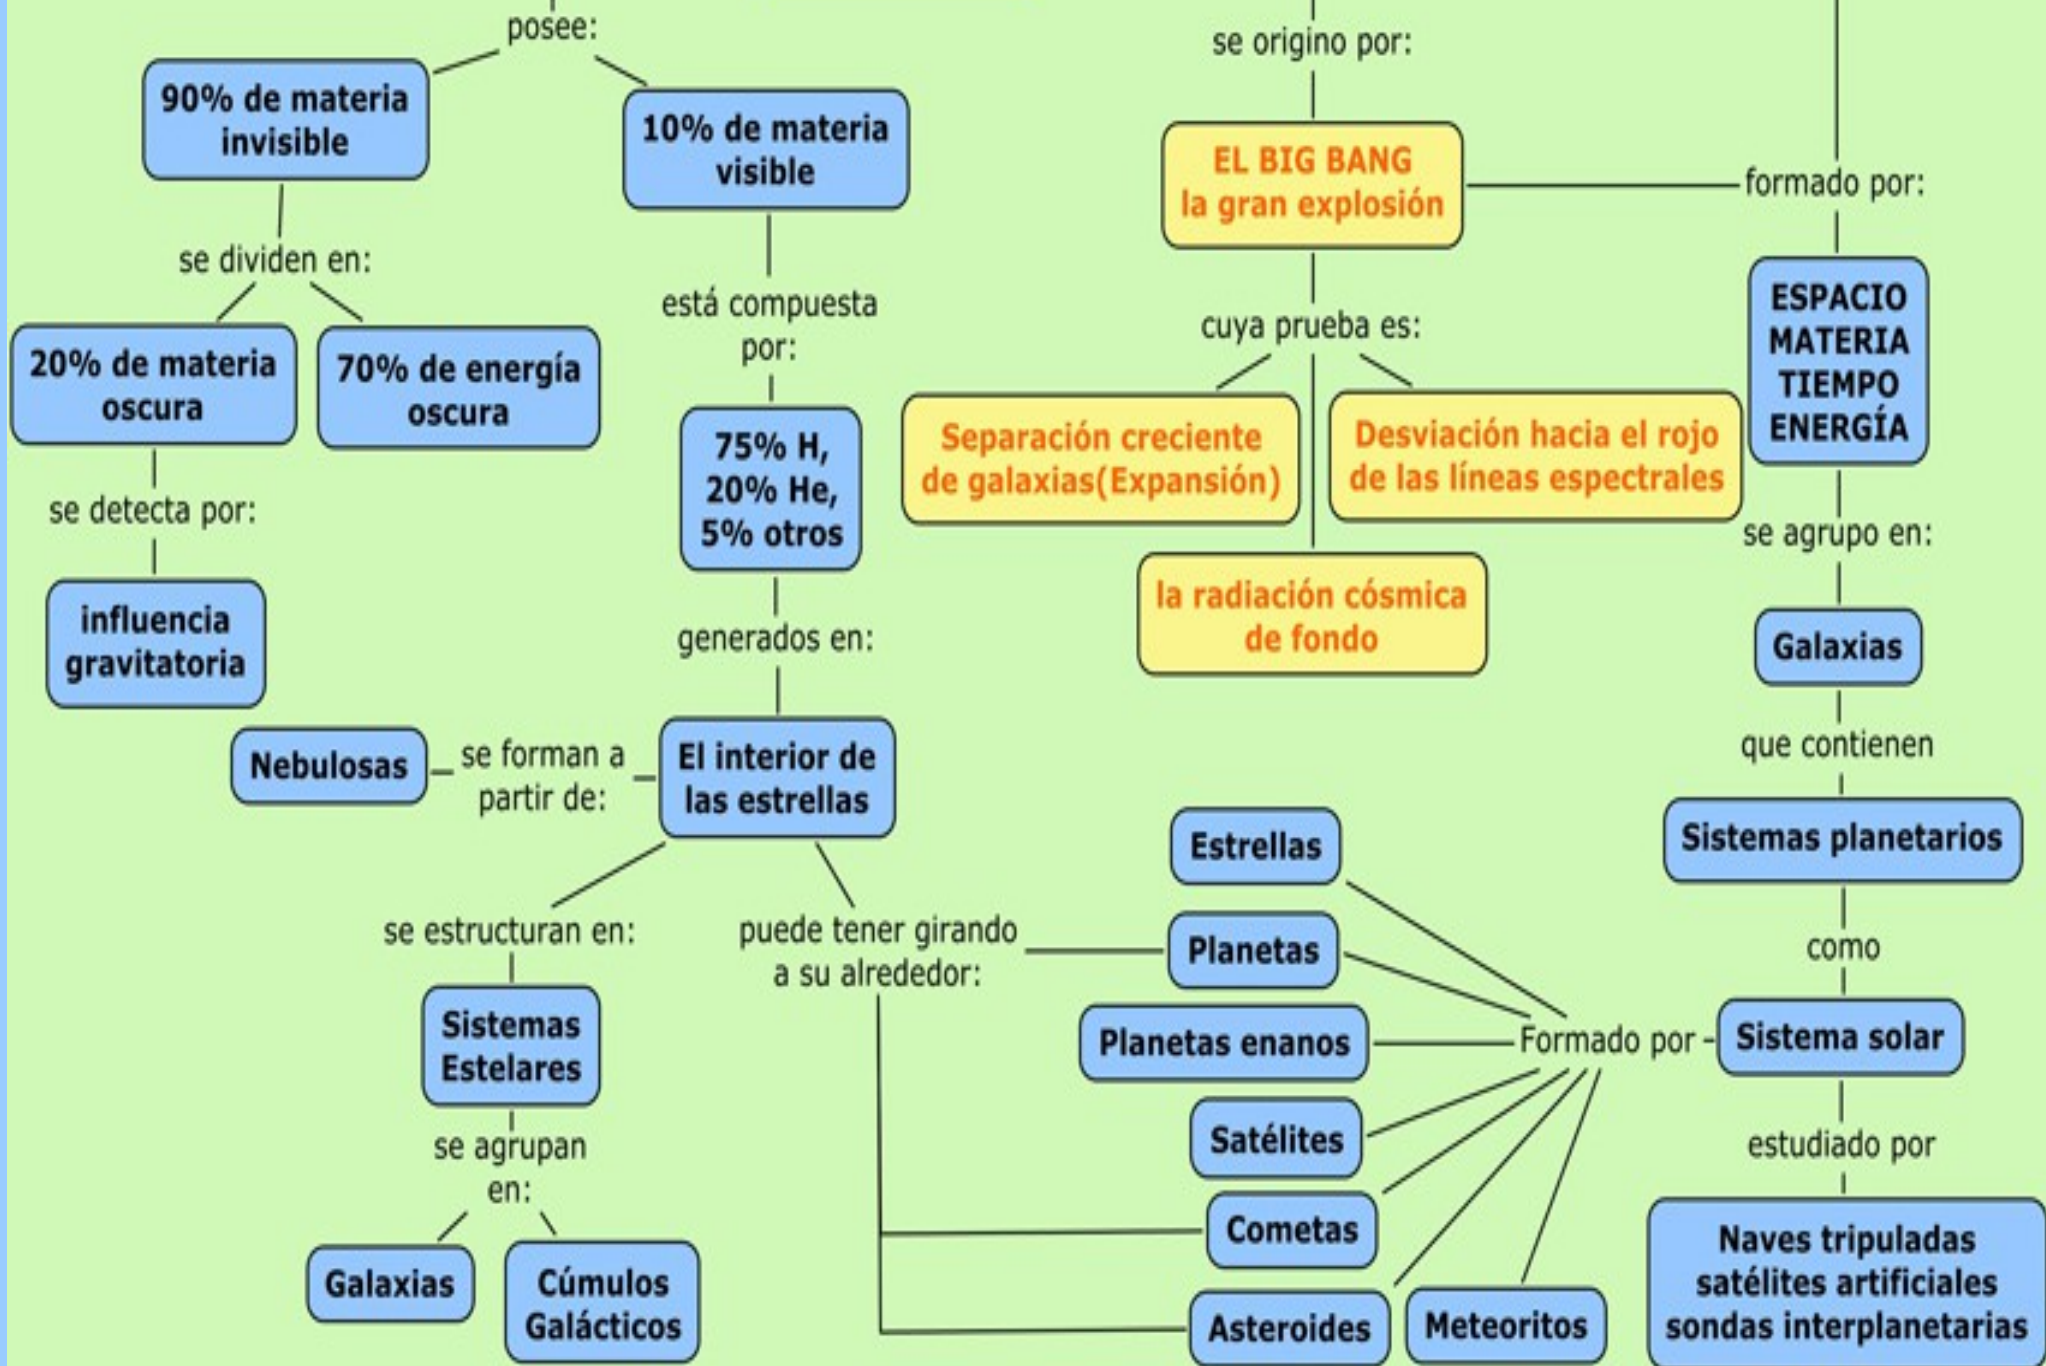 posee:
90% de materia
invisible
10% de materia
visible
se dividen en:
20% de materia
oscura
70% de energía
oscura
se detecta por:
influencia
gravitatoria
está compuesta
por:
75% H,
20% He,
5% otros
generados en:
El interior de
las estrellas
se forman a
partir de:
Nebulosas
se estructuran en:
Sistemas
Estelares
se agrupan
en:
Galaxias
Cúmulos
Galácticos
puede tener girando
a su alrededor:
se origino por:
EL BIG BANG
la gran explosión
cuya prueba es:
Separación creciente
de galaxias(Expansión)
Desviación hacia el rojo
de las líneas espectrales
la radiación cósmica
de fondo
formado por:
ESPACIO
MATERIA
TIEMPO
ENERGÍA
se agrupo en:
Galaxias
que contienen
Sistemas planetarios
como
Sistema solar
Formado por
Estrellas
Planetas
Planetas enanos
Satélites
Cometas
Asteroides
Meteoritos
estudiado por
Naves tripuladas
satélites artificiales
sondas interplanetarias